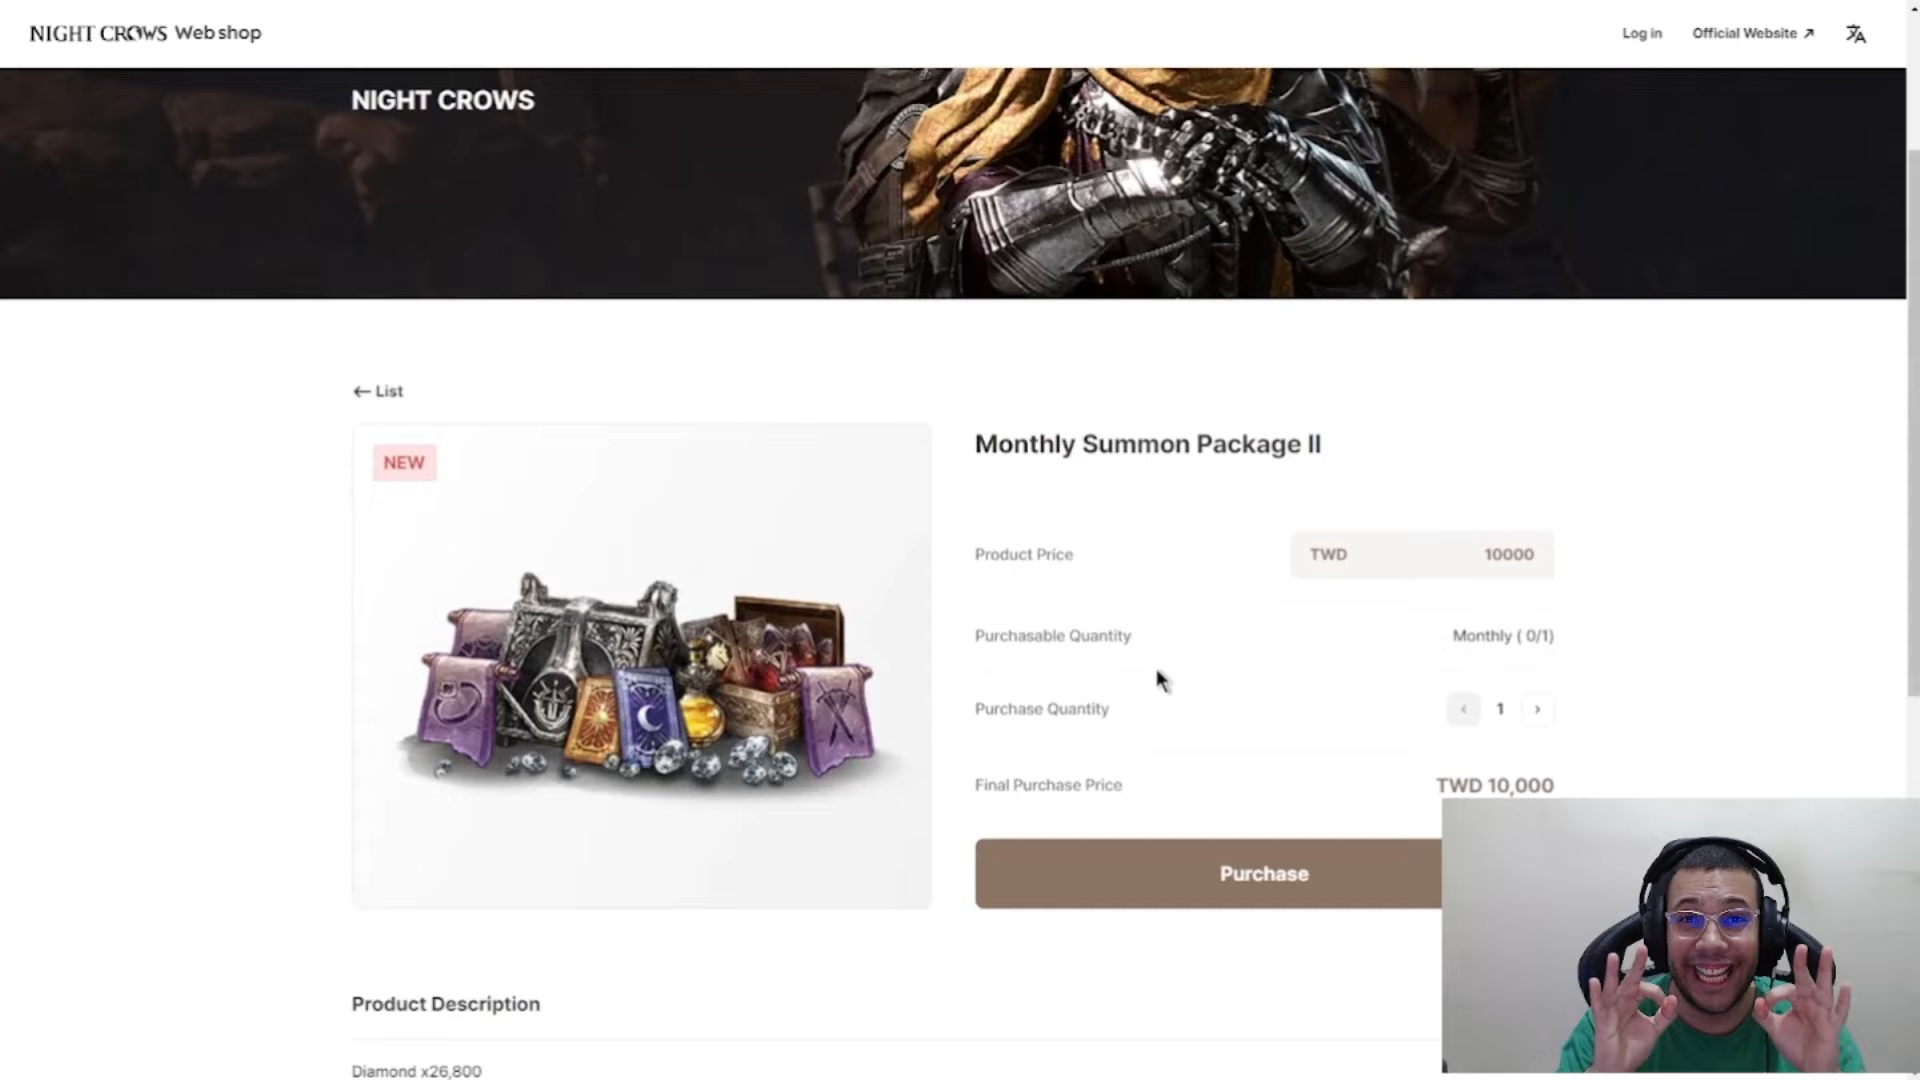 NIGHT CROWS Web shop
Log in
Official Website ↗
NIGHT CROWS
← List
NEW
Monthly Summon Package II
Product Price
TWD 10000
Purchasable Quantity
Monthly ( 0/1)
Purchase Quantity
< 1 >
Final Purchase Price
TWD 10,000
Purchase
Product Description
Diamond x26,800